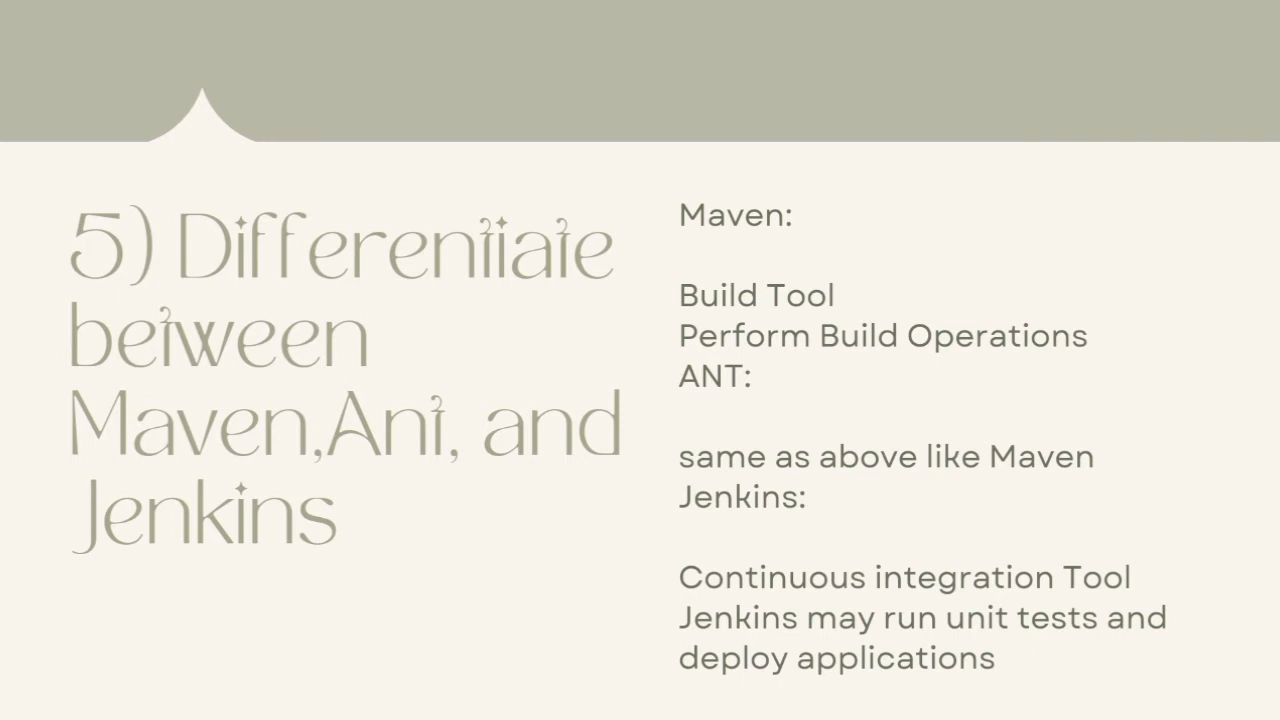 5) Differentiate
between
Maven,Ant, and
Jenkins
Maven:
Build Tool
Perform Build Operations
ANT:
same as above like Maven
Jenkins:
Continuous integration Tool
Jenkins may run unit tests and
deploy applications